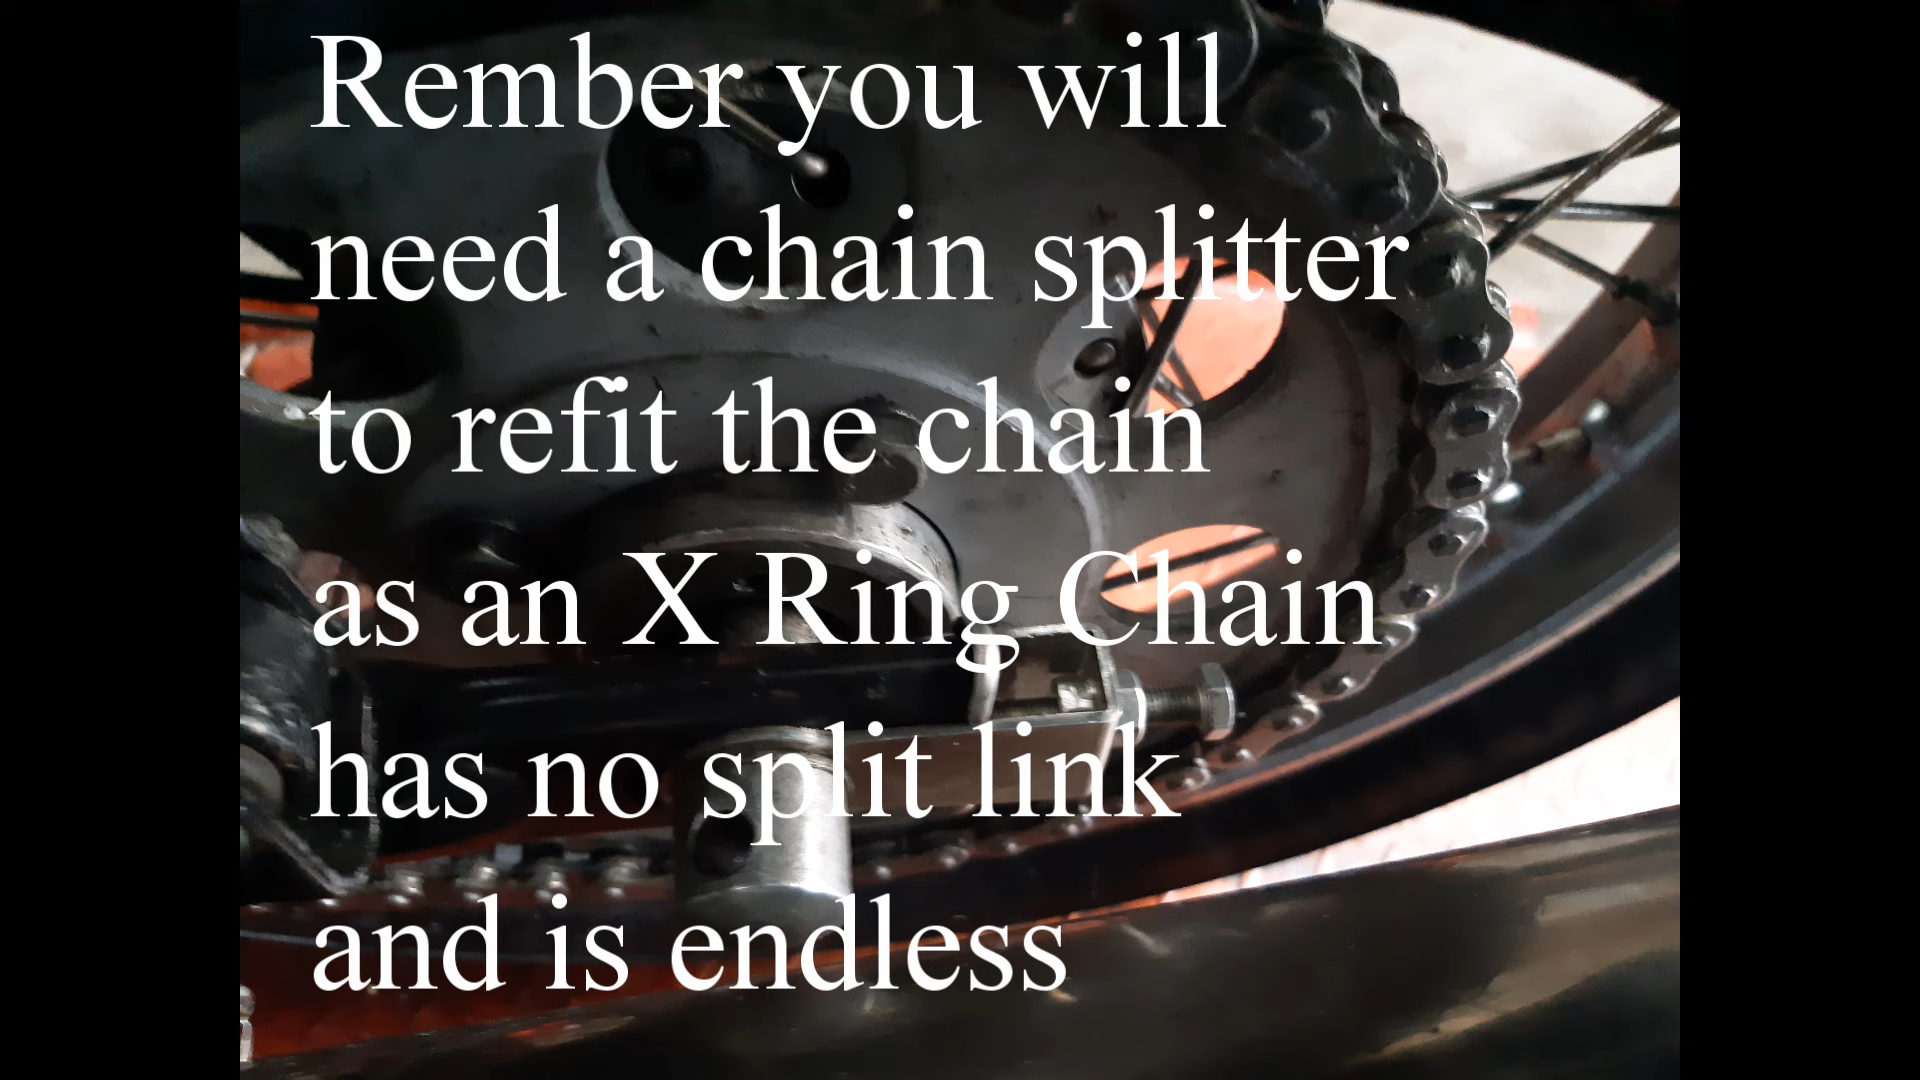 Rember you will
need a chain splitter
to refit the chain
as an X Ring Chain
has no split link
and is endless